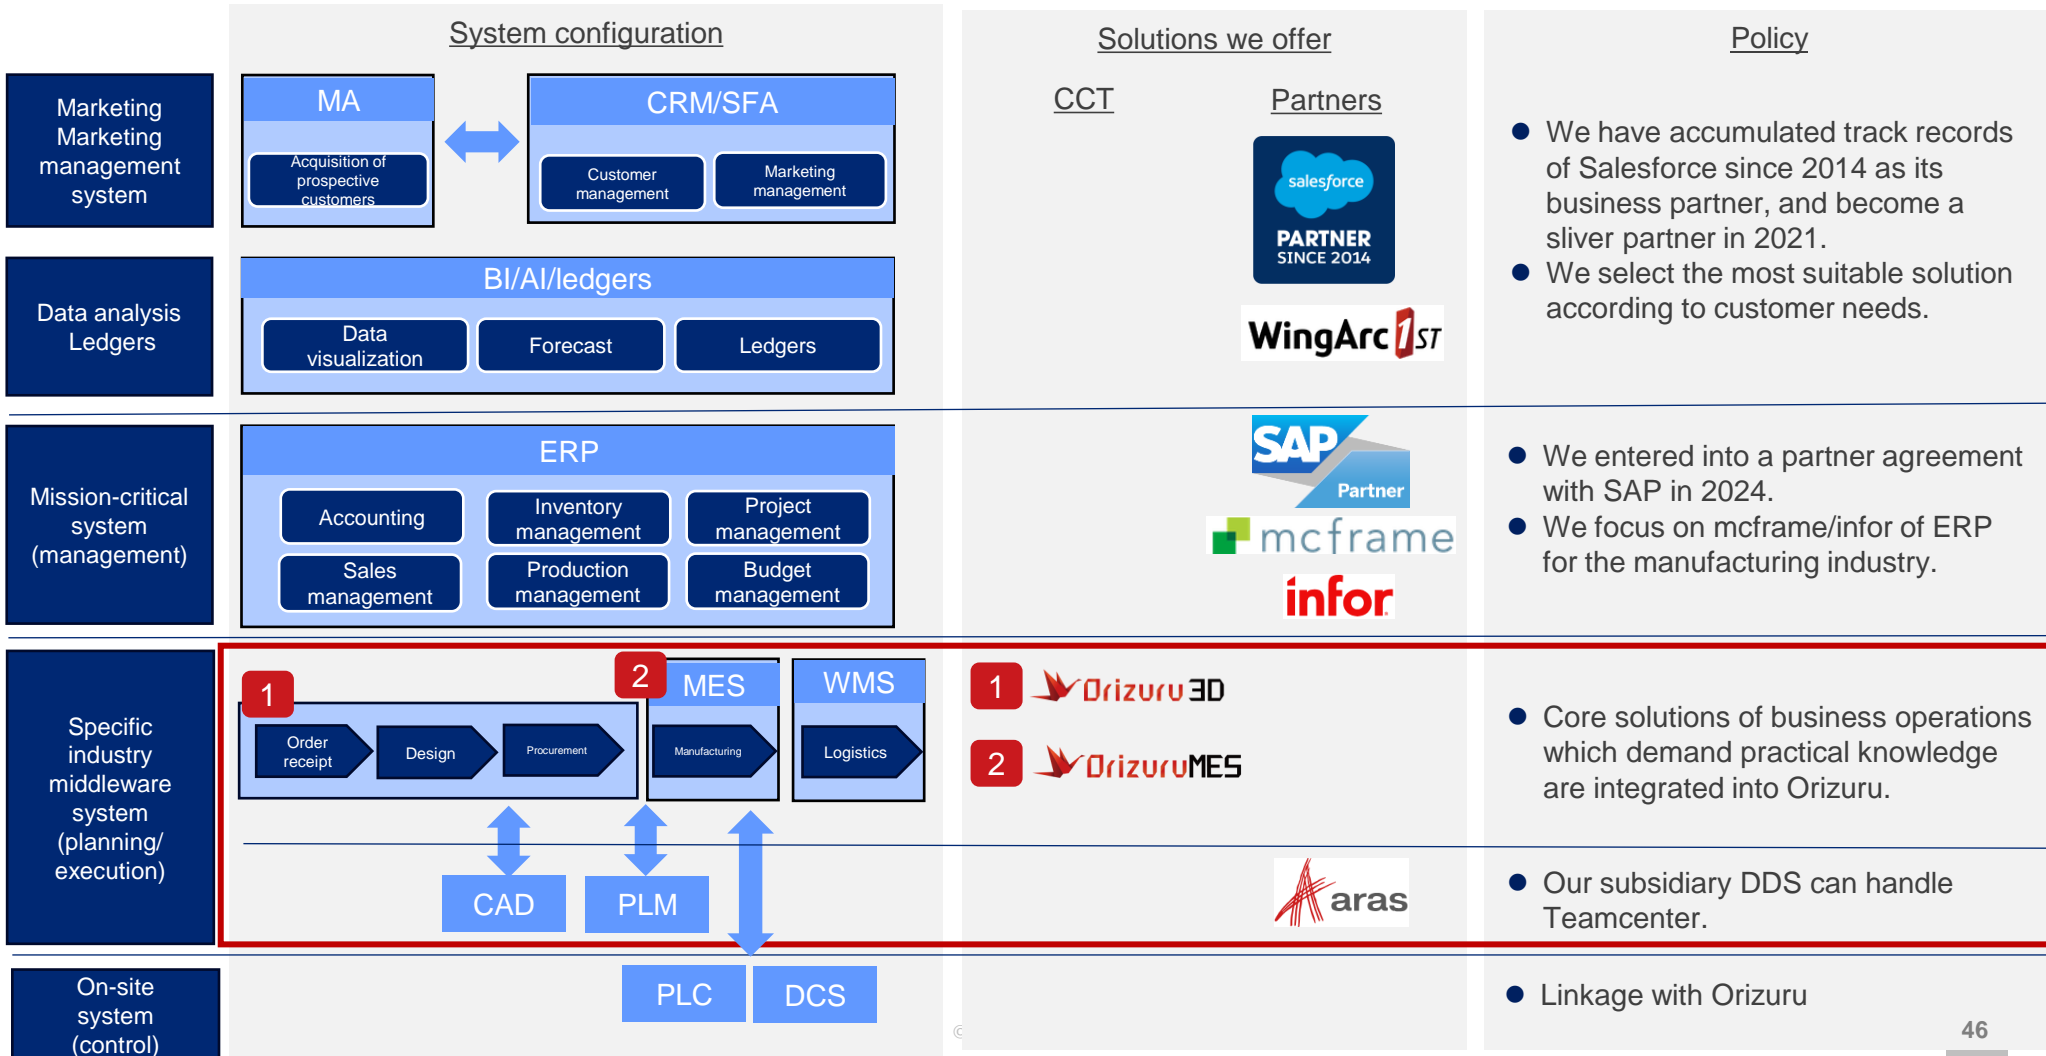 System configuration
Solutions we offer
Policy
CCT
Partners
Marketing
Marketing
management
system
MA
Acquisition of
prospective
customers
CRM/SFA
Customer
management
Marketing
management
salesforce
PARTNER
SINCE 2014
We have accumulated track records
of Salesforce since 2014 as its
business partner, and become a
sliver partner in 2021.
We select the most suitable solution
according to customer needs.
Data analysis
Ledgers
BI/AI/ledgers
Data
visualization
Forecast
Ledgers
WingArc1ST
Mission-critical
system
(management)
ERP
Accounting
Inventory
management
Project
management
Sales
management
Production
management
Budget
management
SAP
Partner
mcframe
infor
We entered into a partner agreement
with SAP in 2024.
We focus on mcframe/infor of ERP
for the manufacturing industry.
Specific
industry
middleware
system
(planning/
execution)
1
Order
receipt
Design
Procurement
2
MES
Manufacturing
WMS
Logistics
CAD
PLM
1
Orizuru 3D
2
OrizuruMES
aras
Core solutions of business operations
which demand practical knowledge
are integrated into Orizuru.
Our subsidiary DDS can handle
Teamcenter.
On-site
system
(control)
PLC
DCS
Linkage with Orizuru
©
46